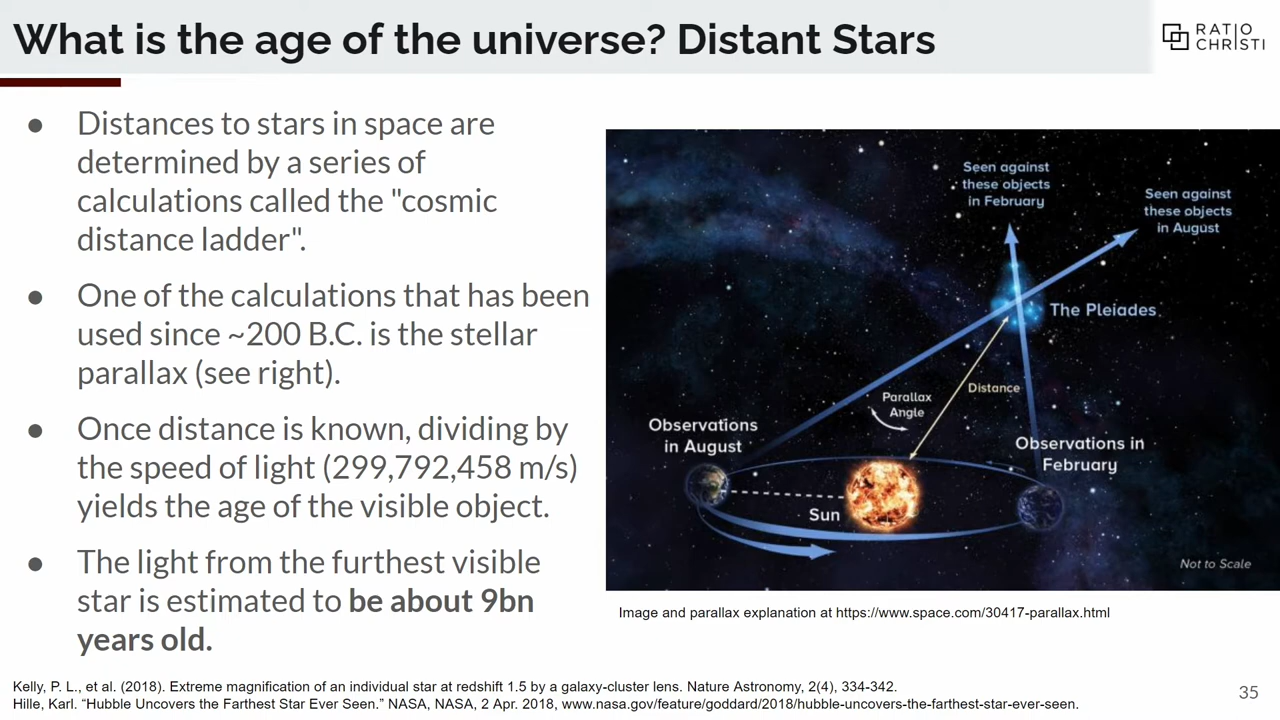 What is the age of the universe? Distant Stars
RATIO
CHRISTI
● Distances to stars in space are
determined by a series of
calculations called the "cosmic
distance ladder".
● One of the calculations that has been
used since ~200 B.C. is the stellar
parallax (see right).
● Once distance is known, dividing by
the speed of light (299,792,458 m/s)
yields the age of the visible object.
● The light from the furthest visible
star is estimated to be about 9bn
years old.
Seen against
these objects
in February
Seen against
these objects
in August
The Pleiades
Distance
Parallax
Angle
Observations
in August
Observations in
February
Sun
Not to Scale
Image and parallax explanation at https://www.space.com/30417-parallax.html
Kelly, P. L., et al. (2018). Extreme magnification of an individual star at redshift 1.5 by a galaxy-cluster lens. Nature Astronomy, 2(4), 334-342.
Hille, Karl. “Hubble Uncovers the Farthest Star Ever Seen.” NASA, NASA, 2 Apr. 2018, www.nasa.gov/feature/goddard/2018/hubble-uncovers-the-farthest-star-ever-seen.
35